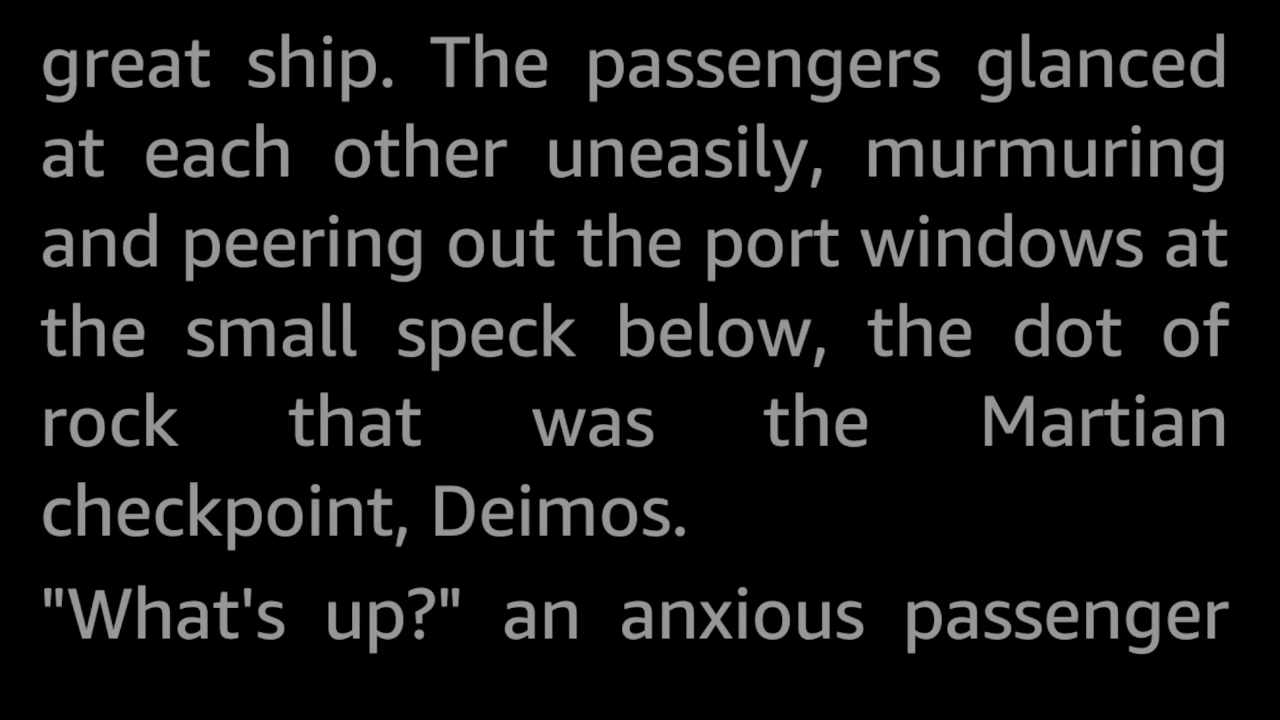 great ship. The passengers glanced
at each other uneasily, murmuring
and peering out the port windows at
the small speck below, the dot of
rock that was the Martian
checkpoint, Deimos.
"What's up?" an anxious passenger